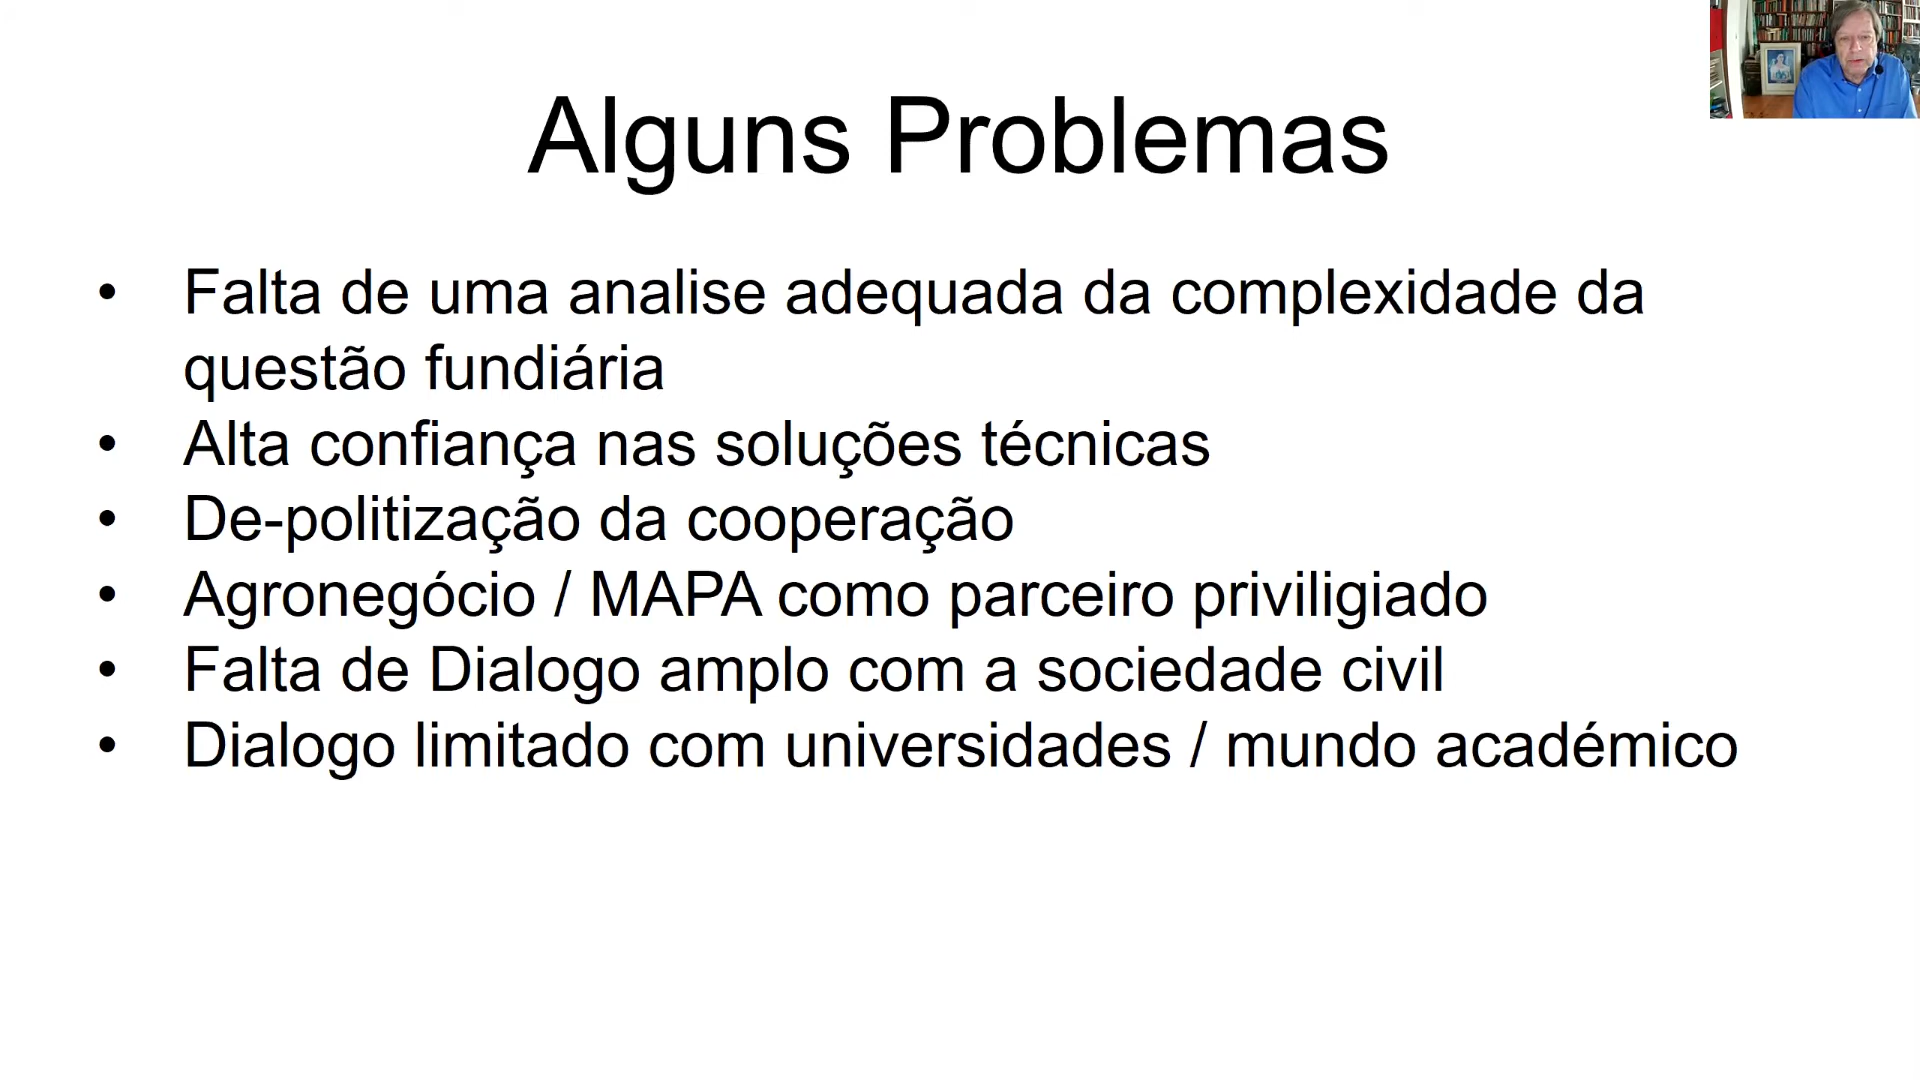 Alguns Problemas
• Falta de uma analise adequada da complexidade da
questão fundiária
• Alta confiança nas soluções técnicas
• De-politização da cooperação
• Agronegócio / MAPA como parceiro priviligiado
• Falta de Dialogo amplo com a sociedade civil
• Dialogo limitado com universidades / mundo académico